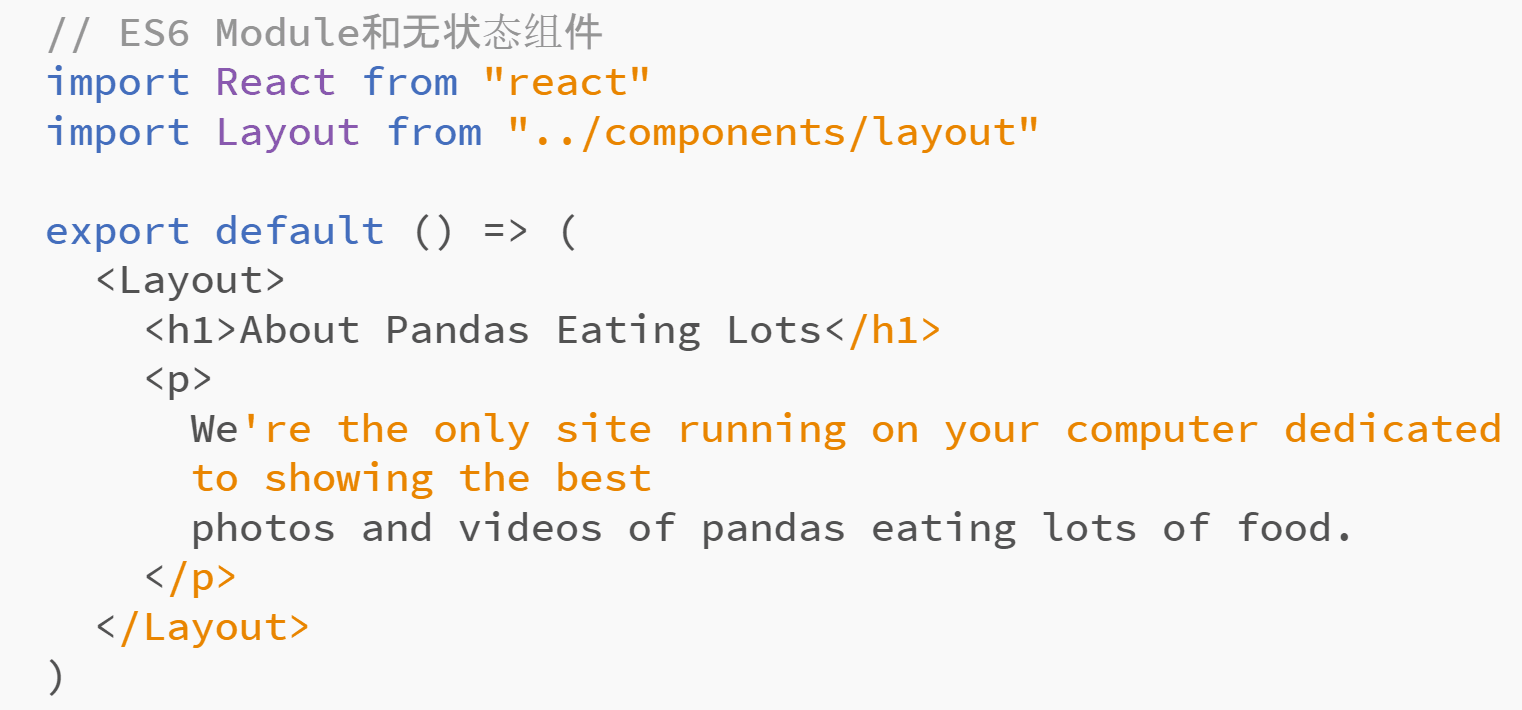 // ES6 Module和无状态组件
import React from "react"
import Layout from "../components/layout"

export default () => (
  <Layout>
    <h1>About Pandas Eating Lots</h1>
    <p>
      We're the only site running on your computer dedicated
      to showing the best
      photos and videos of pandas eating lots of food.
    </p>
  </Layout>
)